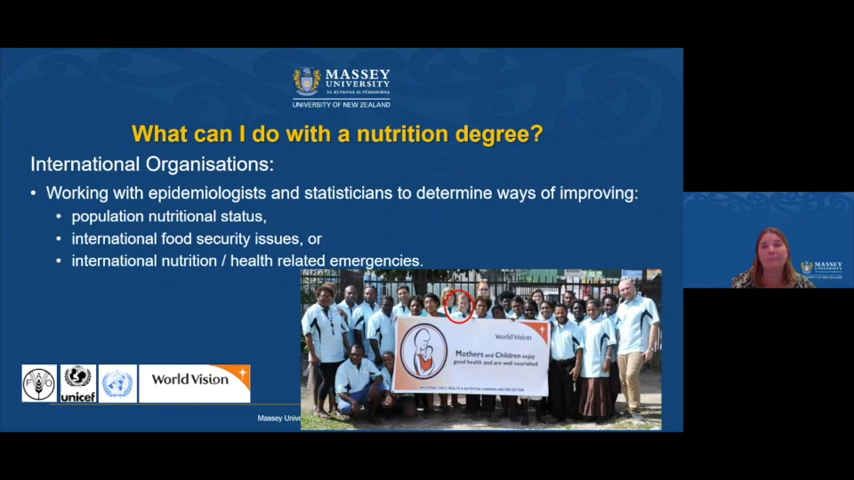 MASSEY
UNIVERSITY
TE KUNENGA KI PŪREHUROA
UNIVERSITY OF NEW ZEALAND
What can I do with a nutrition degree?
International Organisations:
• Working with epidemiologists and statisticians to determine ways of improving:
• population nutritional status,
• international food security issues, or
• international nutrition / health related emergencies.
World Vision
Mothers and Children enjoy
good health and are well nourished
FAO
unicef
World Vision
Massey Unive
MASSEY
UNIVERSITY